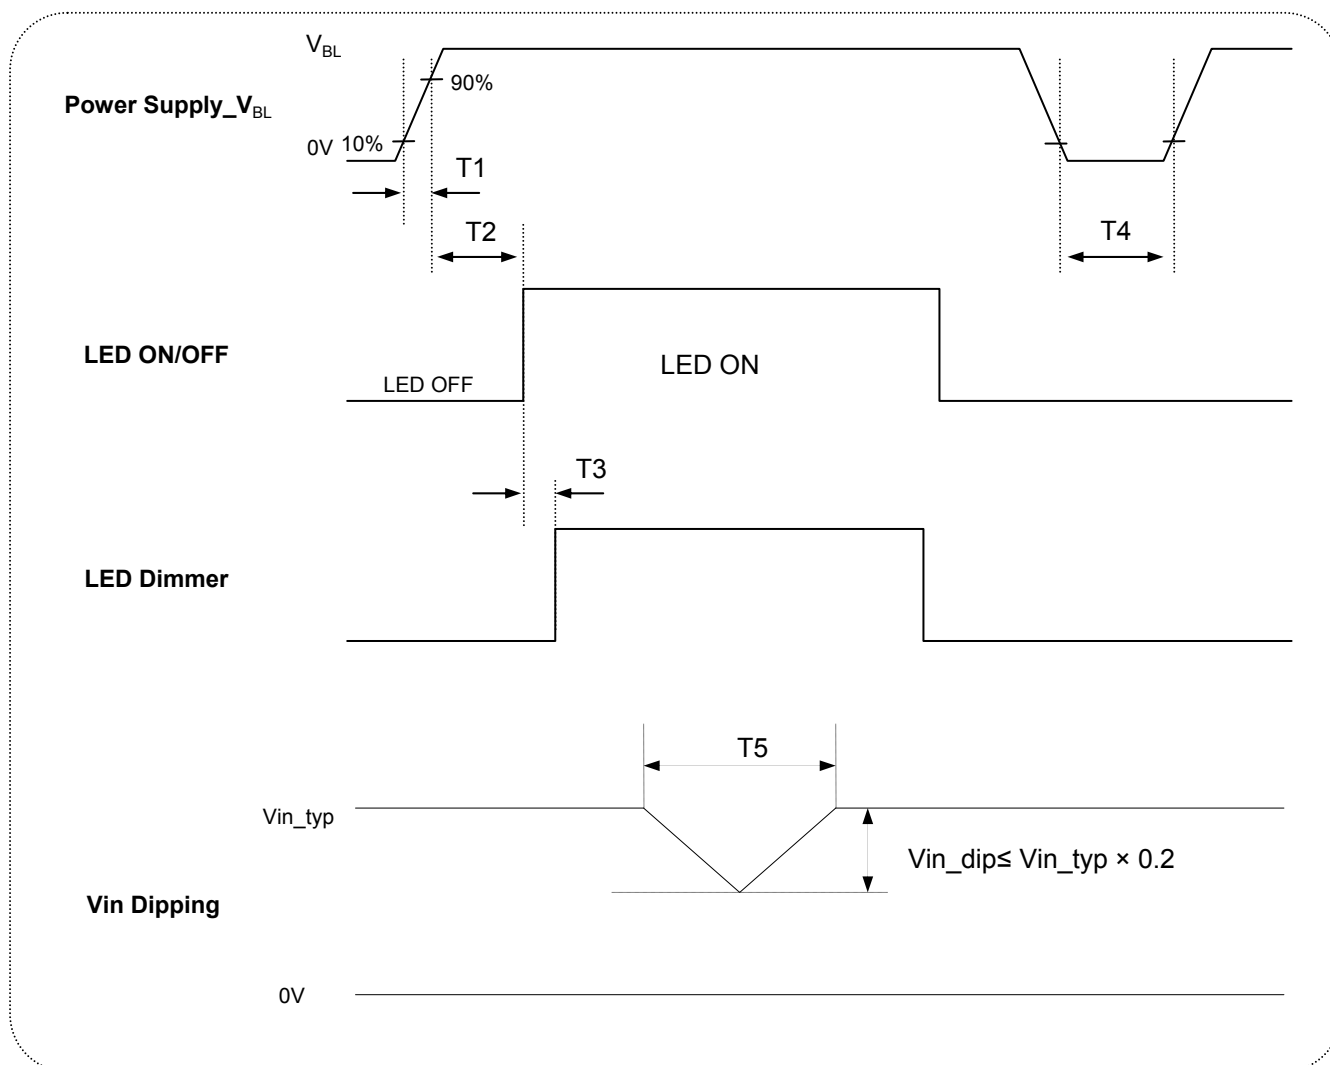 V_BL
90%
Power Supply_V_BL
0V 10%
T1
T2
T4
LED ON/OFF
LED ON
LED OFF
T3
LED Dimmer
T5
Vin_typ
Vin_dip≤ Vin_typ × 0.2
Vin Dipping
0V